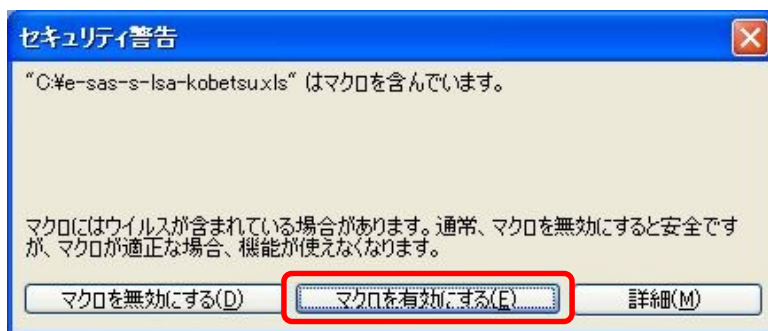 セキュリティ警告
"C:¥e-sas-s-lsa-kobetsu.xls" はマクロを含んでいます。
マクロにはウイルスが含まれている場合があります。通常、マクロを無効にすると安全です
が、マクロが適正な場合、機能が使えなくなります。
マクロを無効にする(D) マクロを有効にする(E) 詳細(M)